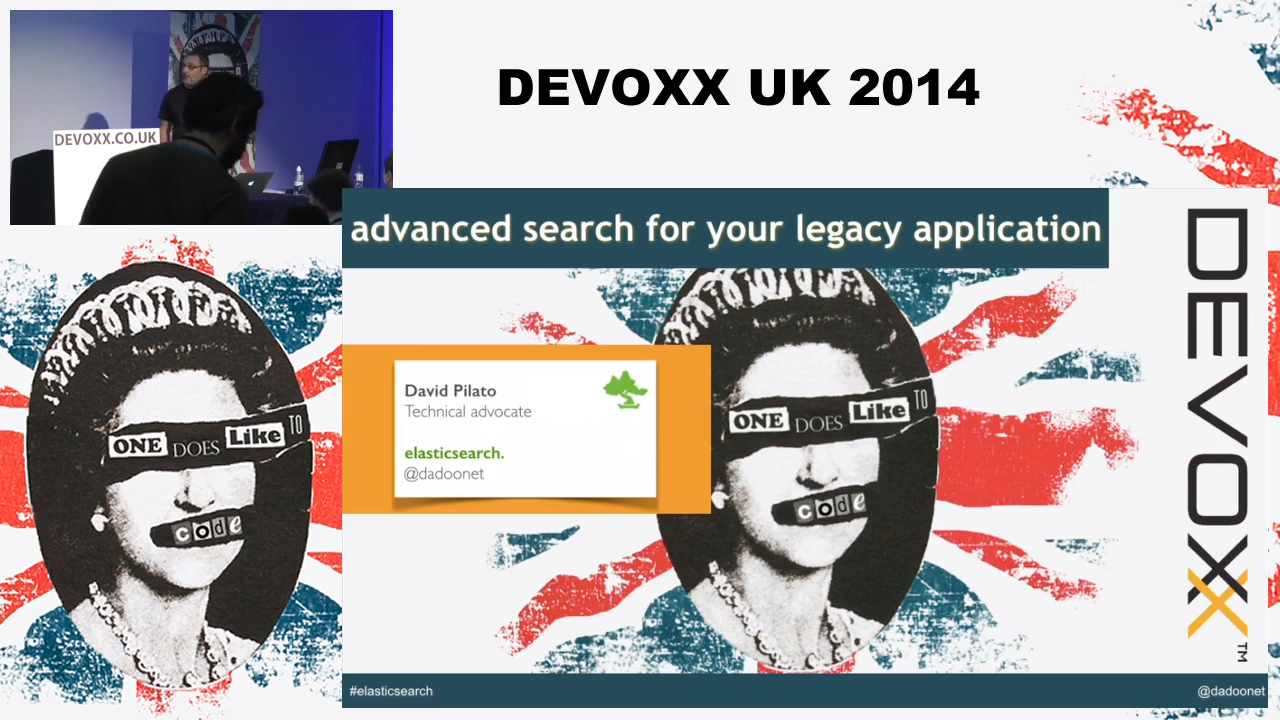 DEVOXX UK 2014
DEVOXX.CO.UK
advanced search for your legacy application
David Pilato
Technical advocate
elasticsearch.
@dadoonet
ONE DOES Like TO
code
ONE DOES Like TO
code
DEVOXX™
#elasticsearch
@dadoonet